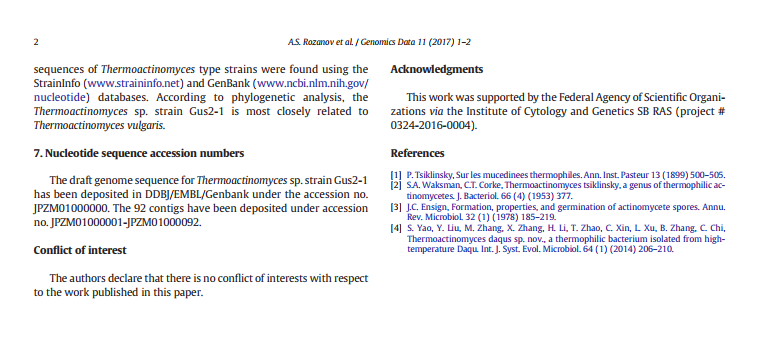 2
A.S. Rozanov et al. / Genomics Data 11 (2017) 1–2
sequences of Thermoactinomyces type strains were found using the
StrainInfo (www.straininfo.net) and GenBank (www.ncbi.nlm.nih.gov/
nucleotide) databases. According to phylogenetic analysis, the
Thermoactinomyces sp. strain Gus2-1 is most closely related to
Thermoactinomyces vulgaris.
7. Nucleotide sequence accession numbers
The draft genome sequence for Thermoactinomyces sp. strain Gus2-1
has been deposited in DDBJ/EMBL/Genbank under the accession no.
JPZM01000000. The 92 contigs have been deposited under accession
no. JPZM01000001-JPZM01000092.
Conflict of interest
The authors declare that there is no conflict of interests with respect
to the work published in this paper.
Acknowledgments
This work was supported by the Federal Agency of Scientific Organi-
zations via the Institute of Cytology and Genetics SB RAS (project #
0324-2016-0004).
References
[1] P. Tsiklinsky, Sur les mucedinees thermophiles. Ann. Inst. Pasteur 13 (1899) 500–505.
[2] S.A. Waksman, C.T. Corke, Thermoactinomyces tsiklinsky, a genus of thermophilic ac-
tinomycetes. J. Bacteriol. 66 (4) (1953) 377.
[3] J.C. Ensign, Formation, properties, and germination of actinomycete spores. Annu.
Rev. Microbiol. 32 (1) (1978) 185–219.
[4] S. Yao, Y. Liu, M. Zhang, X. Zhang, H. Li, T. Zhao, C. Xin, L. Xu, B. Zhang, C. Chi,
Thermoactinomyces daqus sp. nov., a thermophilic bacterium isolated from high-
temperature Daqu. Int. J. Syst. Evol. Microbiol. 64 (1) (2014) 206–210.